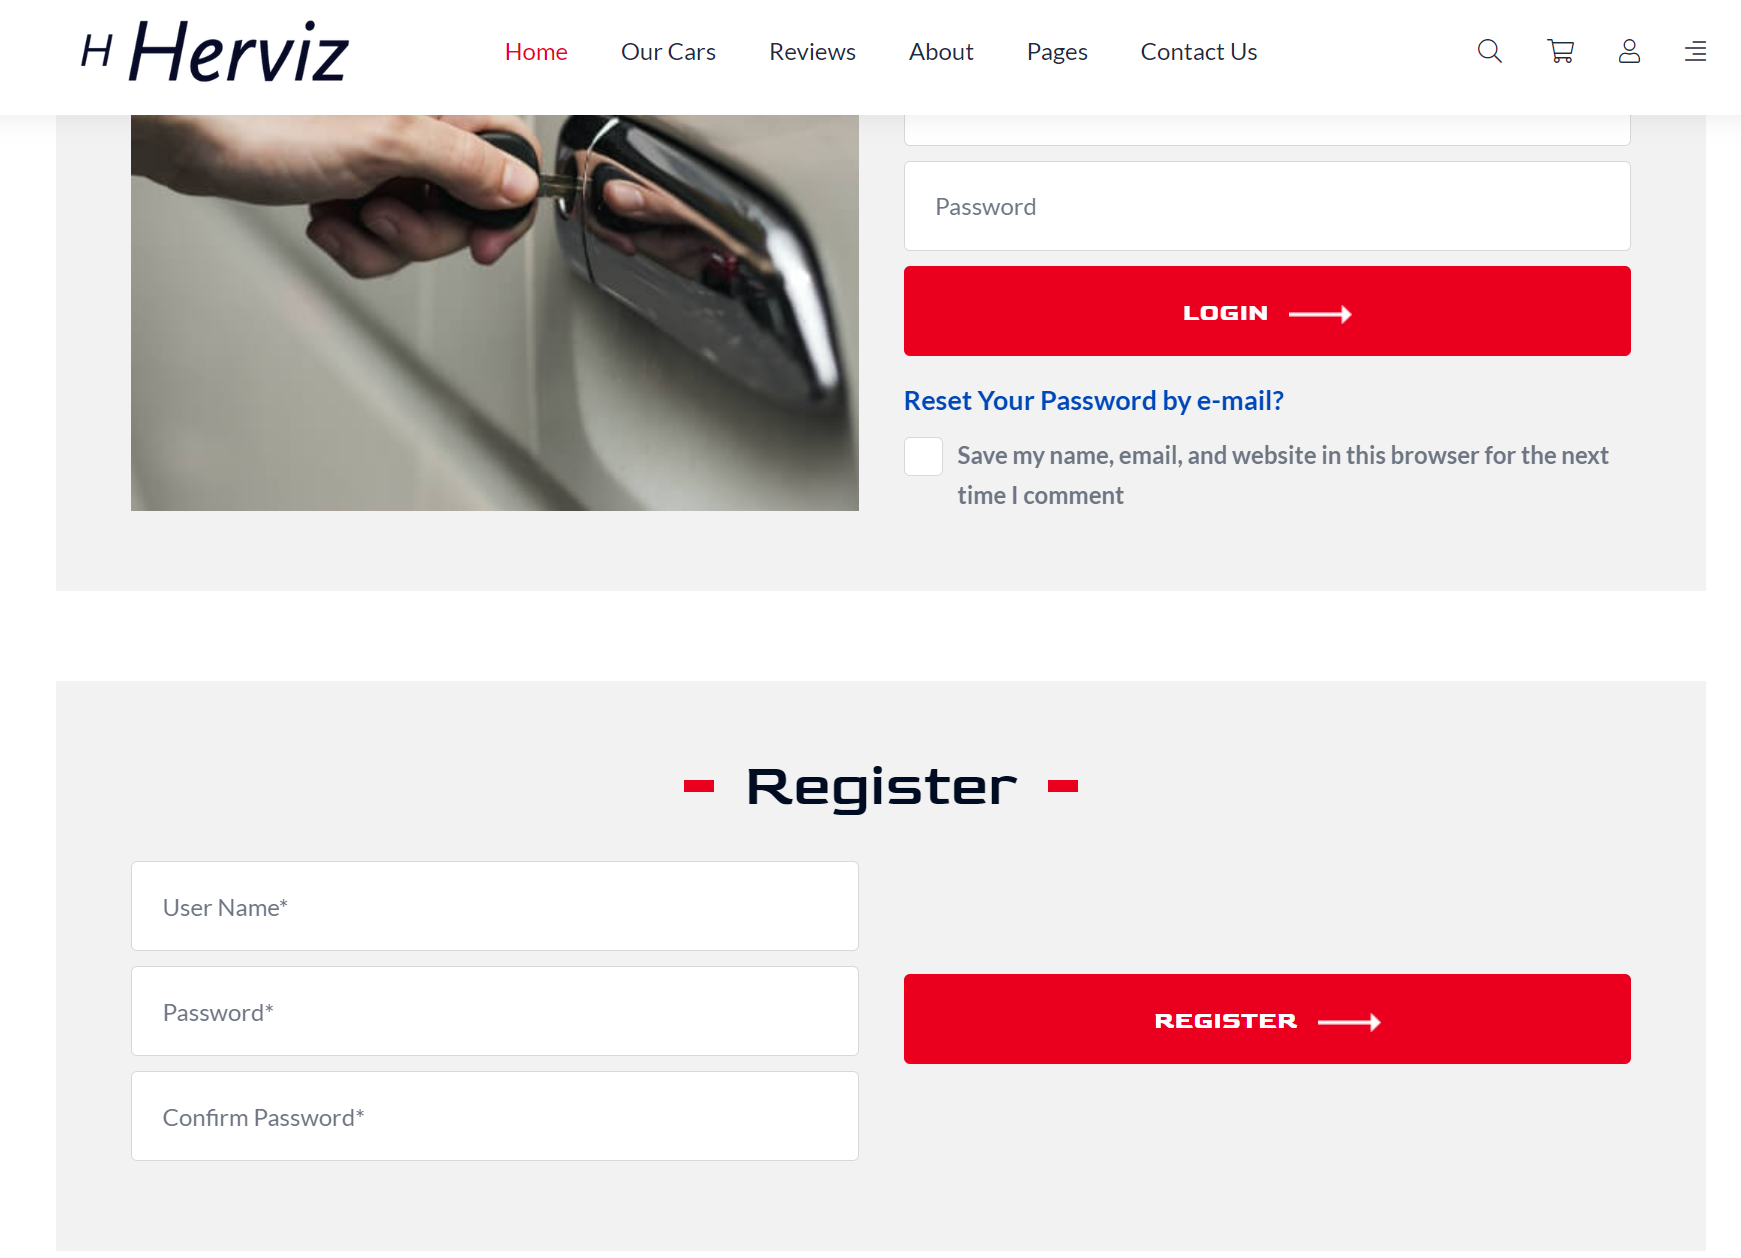 H Herviz
Home Our Cars Reviews About Pages Contact Us
Password
LOGIN
Reset Your Password by e-mail?
Save my name, email, and website in this browser for the next
time I comment
Register
User Name*
Password*
REGISTER
Confirm Password*